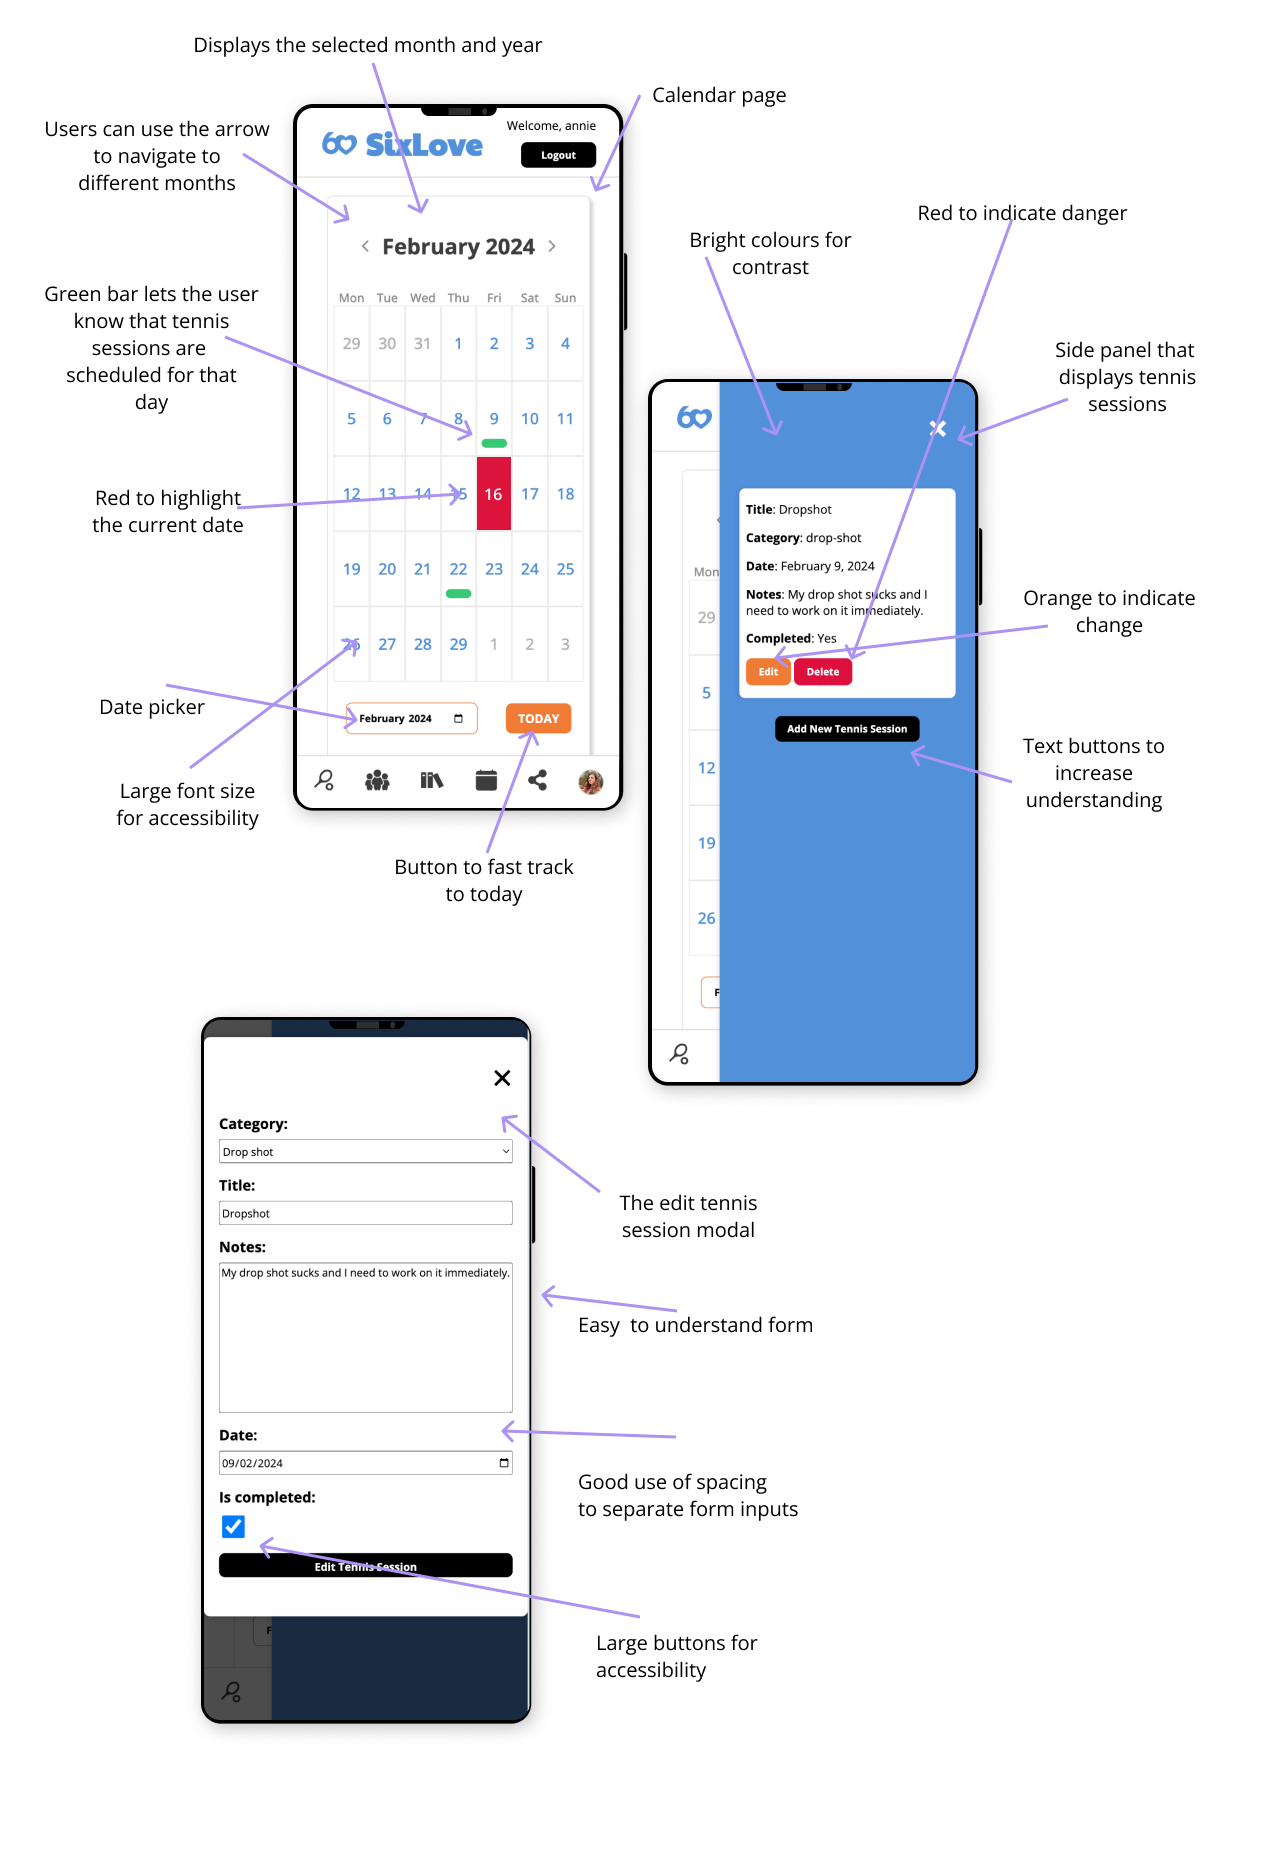 Displays the selected month and year
Calendar page
Users can use the arrow
to navigate to
different months
Welcome, annie
60 SixLove
Logout
Red to indicate danger
Bright colours for
contrast
< February 2024 >
Green bar lets the user
know that tennis
sessions are
scheduled for that
day
Mon Tue Wed Thu Fri Sat Sun
29 30 31 1 2 3 4
5 6 7 8 9 10 11
12 13 14 15 16 17 18
19 20 21 22 23 24 25
26 27 28 29 1 2 3
Side panel that
displays tennis
sessions
Red to highlight
the current date
Date picker
February 2024
TODAY
Large font size
for accessibility
Button to fast track
to today
60
Mon
29
5
12
19
26
F
Title: Dropshot
Category: drop-shot
Date: February 9, 2024
Notes: My drop shot sucks and I
need to work on it immediately.
Completed: Yes
Edit Delete
Add New Tennis Session
Orange to indicate
change
Text buttons to
increase
understanding
Category:
Drop shot
Title:
Dropshot
Notes:
My drop shot sucks and I need to work on it immediately.
Date:
09/02/2024
Is completed:
Edit Tennis Session
F
The edit tennis
session modal
Easy  to understand form
Good use of spacing
to separate form inputs
Large buttons for
accessibility